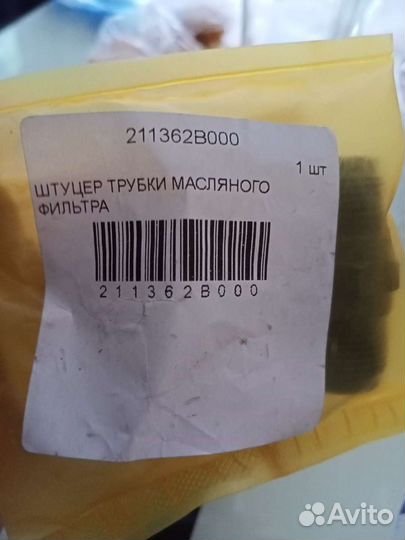 211362B000
1 шт
ШТУЦЕР ТРУБКИ МАСЛЯНОГО
ФИЛЬТРА
211362B000
Avito